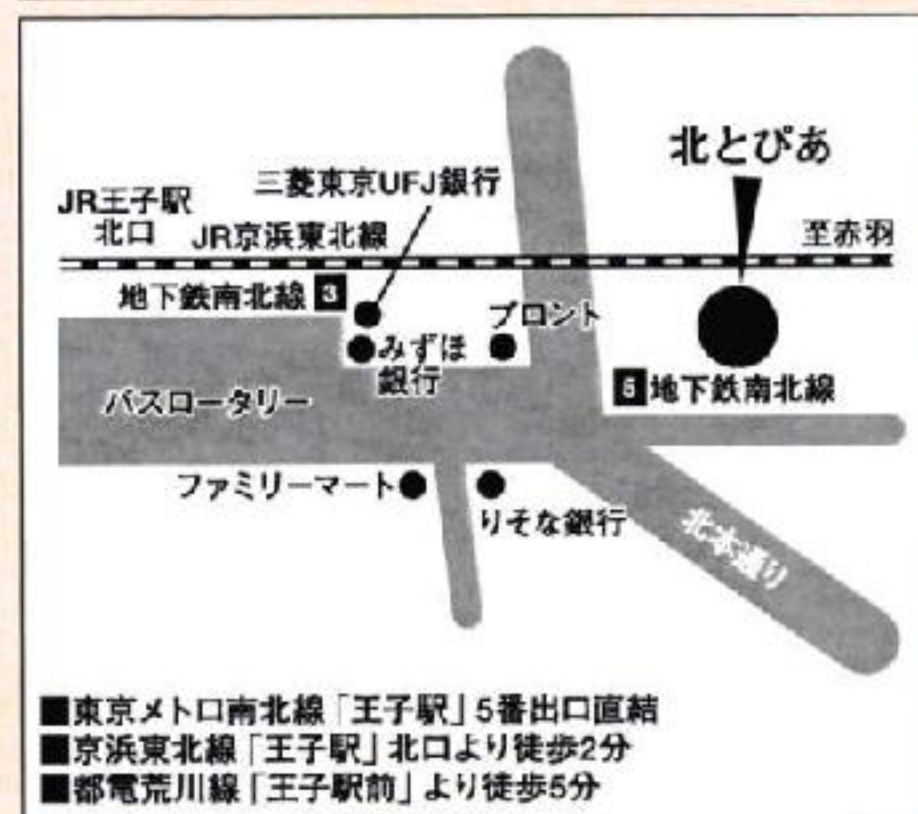 北とぴあ
三菱東京UFJ銀行
JR王子駅
北口
JR京浜東北線
至赤羽
地下鉄南北線 3
ブロント
みずほ
銀行
5 地下鉄南北線
バスロータリー
ファミリーマート
りそな銀行
北本通り
■東京メトロ南北線「王子駅」5番出口直結
■京浜東北線「王子駅」北口より徒歩2分
■都電荒川線「王子駅前」より徒歩5分